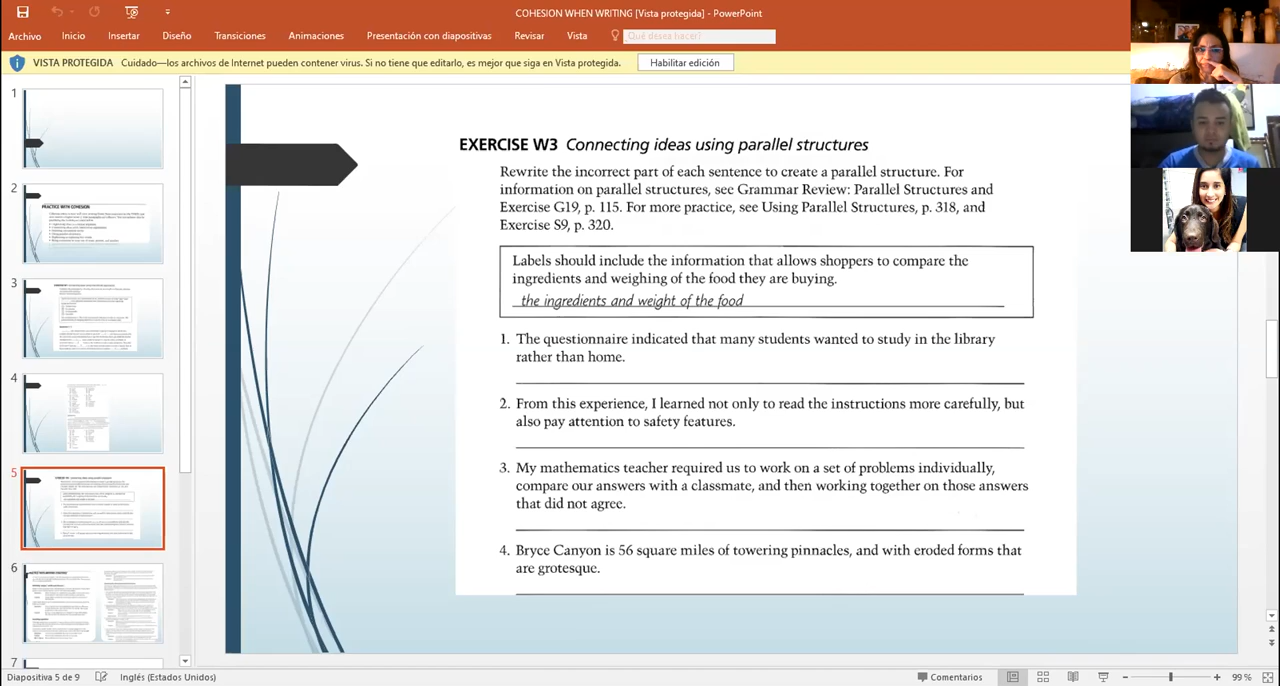 COHESION WHEN WRITING [Vista protegida] - PowerPoint
Archivo Inicio Insertar Diseño Transiciones Animaciones Presentación con diapositivas Revisar Vista ¿Qué desea hacer?
VISTA PROTEGIDA Cuidado—los archivos de Internet pueden contener virus. Si no tiene que editarlo, es mejor que siga en Vista protegida. Habilitar edición
1
2
PRACTICE WITH COHESION
3
4
5
6
7
EXERCISE W3 Connecting ideas using parallel structures
Rewrite the incorrect part of each sentence to create a parallel structure. For
information on parallel structures, see Grammar Review: Parallel Structures and
Exercise G19, p. 115. For more practice, see Using Parallel Structures, p. 318, and
Exercise S9, p. 320.
Labels should include the information that allows shoppers to compare the
ingredients and weighing of the food they are buying.
the ingredients and weight of the food
1. The questionnaire indicated that many students wanted to study in the library
rather than home.
2. From this experience, I learned not only to read the instructions more carefully, but
also pay attention to safety features.
3. My mathematics teacher required us to work on a set of problems individually,
compare our answers with a classmate, and then working together on those answers
that did not agree.
4. Bryce Canyon is 56 square miles of towering pinnacles, and with eroded forms that
are grotesque.
Diapositiva 5 de 9 Inglés (Estados Unidos) Comentarios 99 %